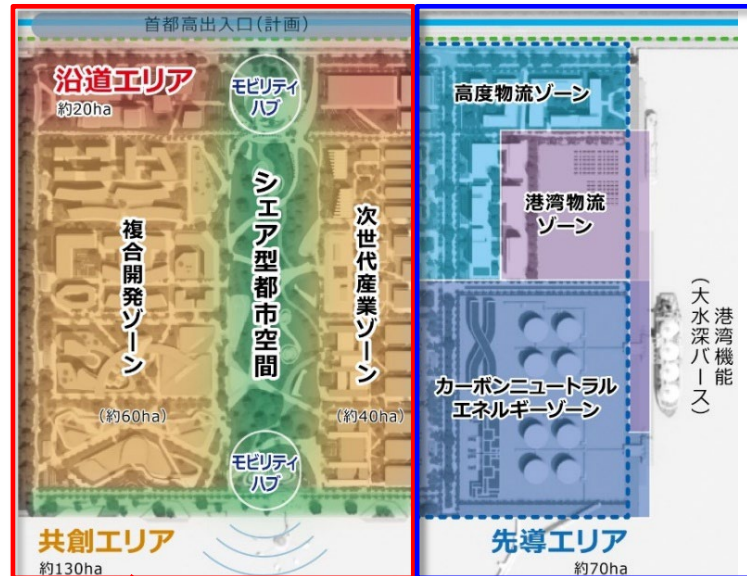 首都高出入口(計画)
沿道エリア
約20ha
モビリティ
ハブ
シェア型都市空間
複合開発ゾーン
(約60ha)
次世代産業ゾーン
(約40ha)
モビリティ
ハブ
共創エリア
約130ha
高度物流ゾーン
港湾物流
ゾーン
カーボンニュートラル
エネルギーゾーン
港湾機能
(大水深バース)
先導エリア
約70ha